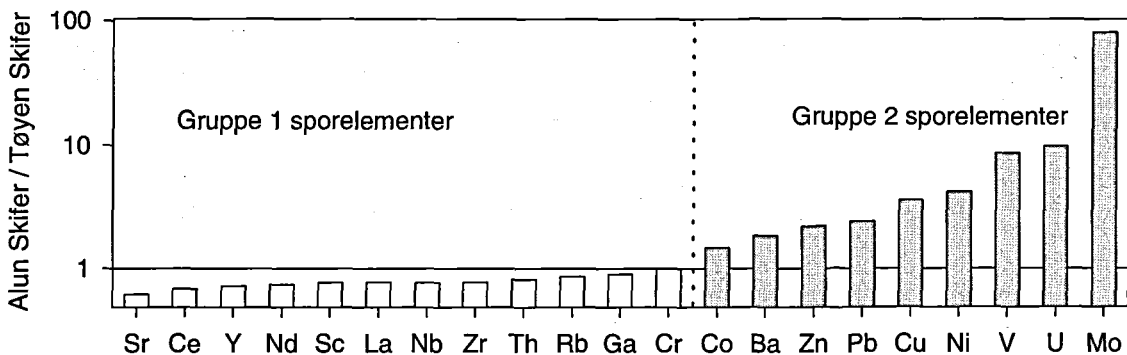 Alun Skifer / Tøyen Skifer
100
10
1
Gruppe 1 sporelementer
Gruppe 2 sporelementer
Sr Ce Y Nd Sc La Nb Zr Th Rb Ga Cr Co Ba Zn Pb Cu Ni V U Mo